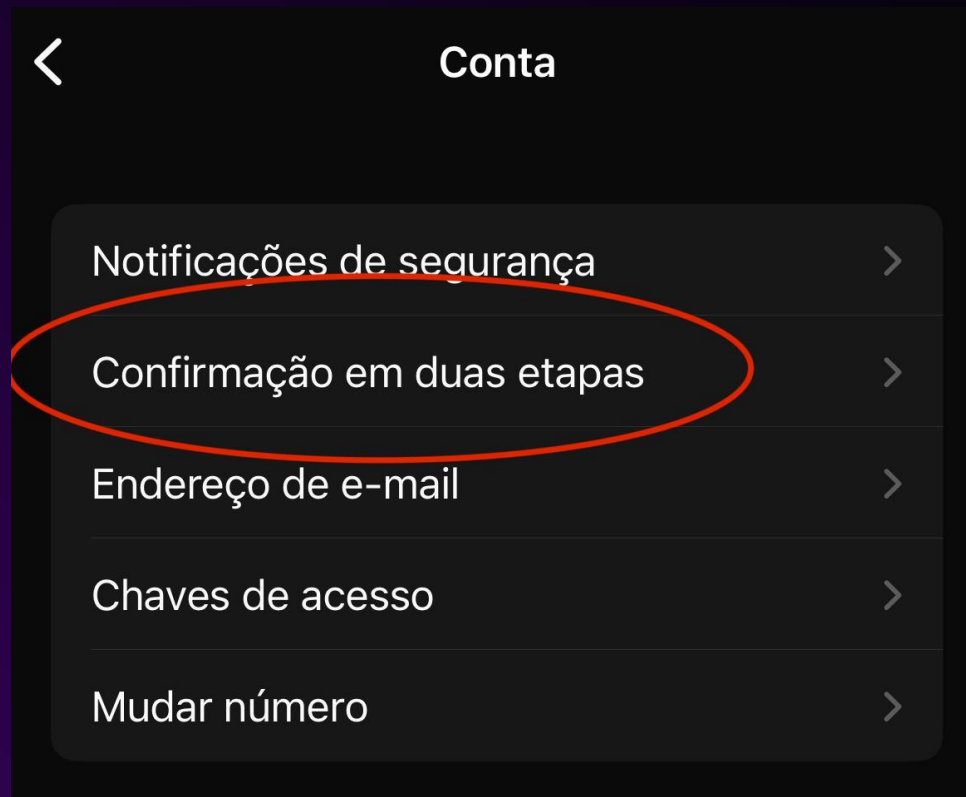 Conta
Notificações de segurança
Confirmação em duas etapas
Endereço de e-mail
Chaves de acesso
Mudar número